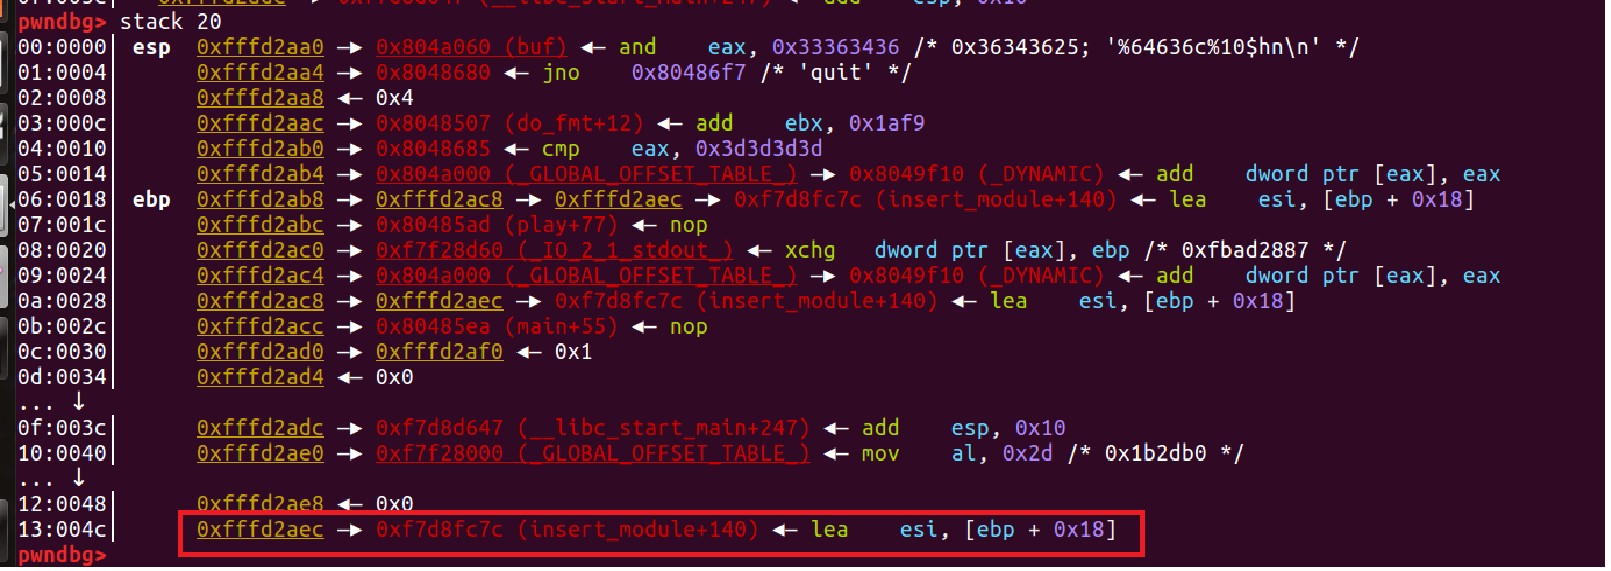 pwndbg> stack 20
00:0000│ esp 0xfffd2aa0 —▸ 0x804a060 (buf) ◂— and eax, 0x33363436 /* 0x36343625; '%64636c%10$hn\n' */
01:0004│ 0xfffd2aa4 —▸ 0x8048680 ◂— jno 0x80486f7 /* 'quit' */
02:0008│ 0xfffd2aa8 ◂— 0x4
03:000c│ 0xfffd2aac —▸ 0x8048507 (do_fmt+12) ◂— add ebx, 0x1af9
04:0010│ 0xfffd2ab0 —▸ 0x8048685 ◂— cmp eax, 0x3d3d3d3d
05:0014│ 0xfffd2ab4 —▸ 0x804a000 (_GLOBAL_OFFSET_TABLE_) —▸ 0x8049f10 (_DYNAMIC) ◂— add dword ptr [eax], eax
06:0018│ ebp 0xfffd2ab8 —▸ 0xfffd2ac8 —▸ 0xfffd2aec —▸ 0xf7d8fc7c (insert_module+140) ◂— lea esi, [ebp + 0x18]
07:001c│ 0xfffd2abc —▸ 0x80485ad (play+77) ◂— nop
08:0020│ 0xfffd2ac0 —▸ 0xf7f28d60 (_IO_2_1_stdout_) ◂— xchg dword ptr [eax], ebp /* 0xfbad2887 */
09:0024│ 0xfffd2ac4 —▸ 0x804a000 (_GLOBAL_OFFSET_TABLE_) —▸ 0x8049f10 (_DYNAMIC) ◂— add dword ptr [eax], eax
0a:0028│ 0xfffd2ac8 —▸ 0xfffd2aec —▸ 0xf7d8fc7c (insert_module+140) ◂— lea esi, [ebp + 0x18]
0b:002c│ 0xfffd2acc —▸ 0x80485ea (main+55) ◂— nop
0c:0030│ 0xfffd2ad0 —▸ 0xfffd2af0 ◂— 0x1
0d:0034│ 0xfffd2ad4 ◂— 0x0
... ↓
0f:003c│ 0xfffd2adc —▸ 0xf7d8d647 (__libc_start_main+247) ◂— add esp, 0x10
10:0040│ 0xfffd2ae0 —▸ 0xf7f28000 (_GLOBAL_OFFSET_TABLE_) ◂— mov al, 0x2d /* 0x1b2db0 */
... ↓
12:0048│ 0xfffd2ae8 ◂— 0x0
13:004c│ 0xfffd2aec —▸ 0xf7d8fc7c (insert_module+140) ◂— lea esi, [ebp + 0x18]
pwndbg>